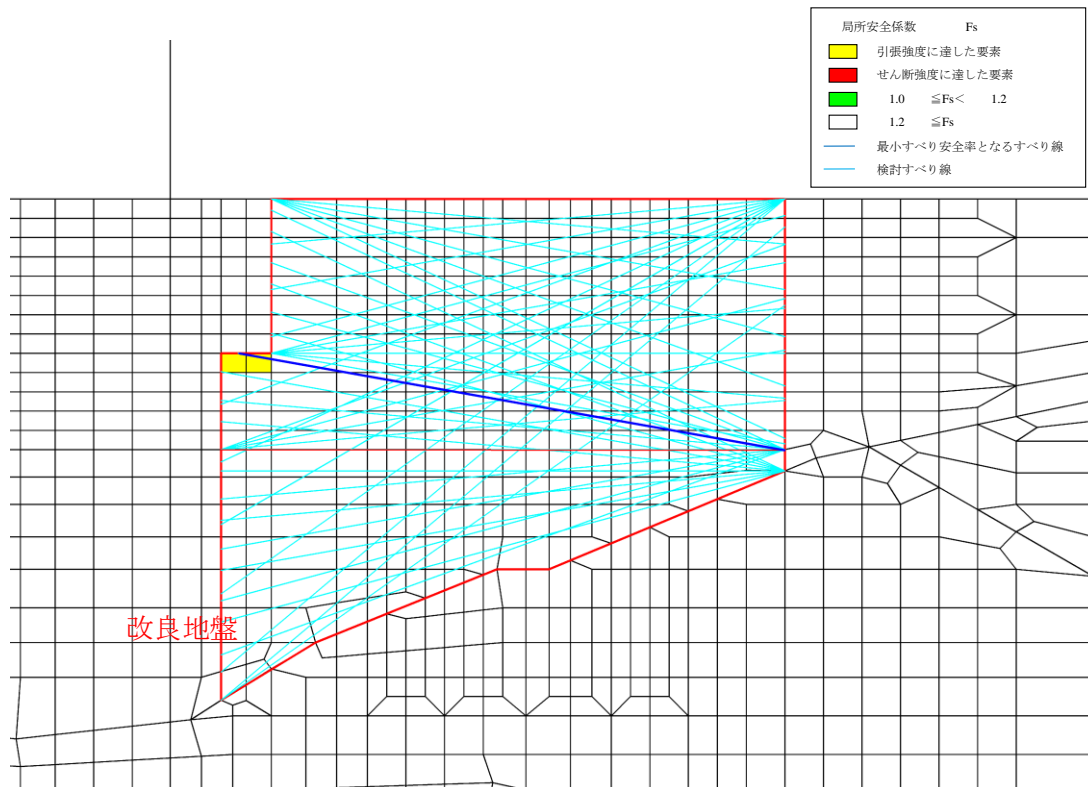 局所安全係数 Fs
引張強度に達した要素
せん断強度に達した要素
1.0 ≦Fs< 1.2
1.2 ≦Fs
最小すべり安全率となるすべり線
検討すべり線
改良地盤